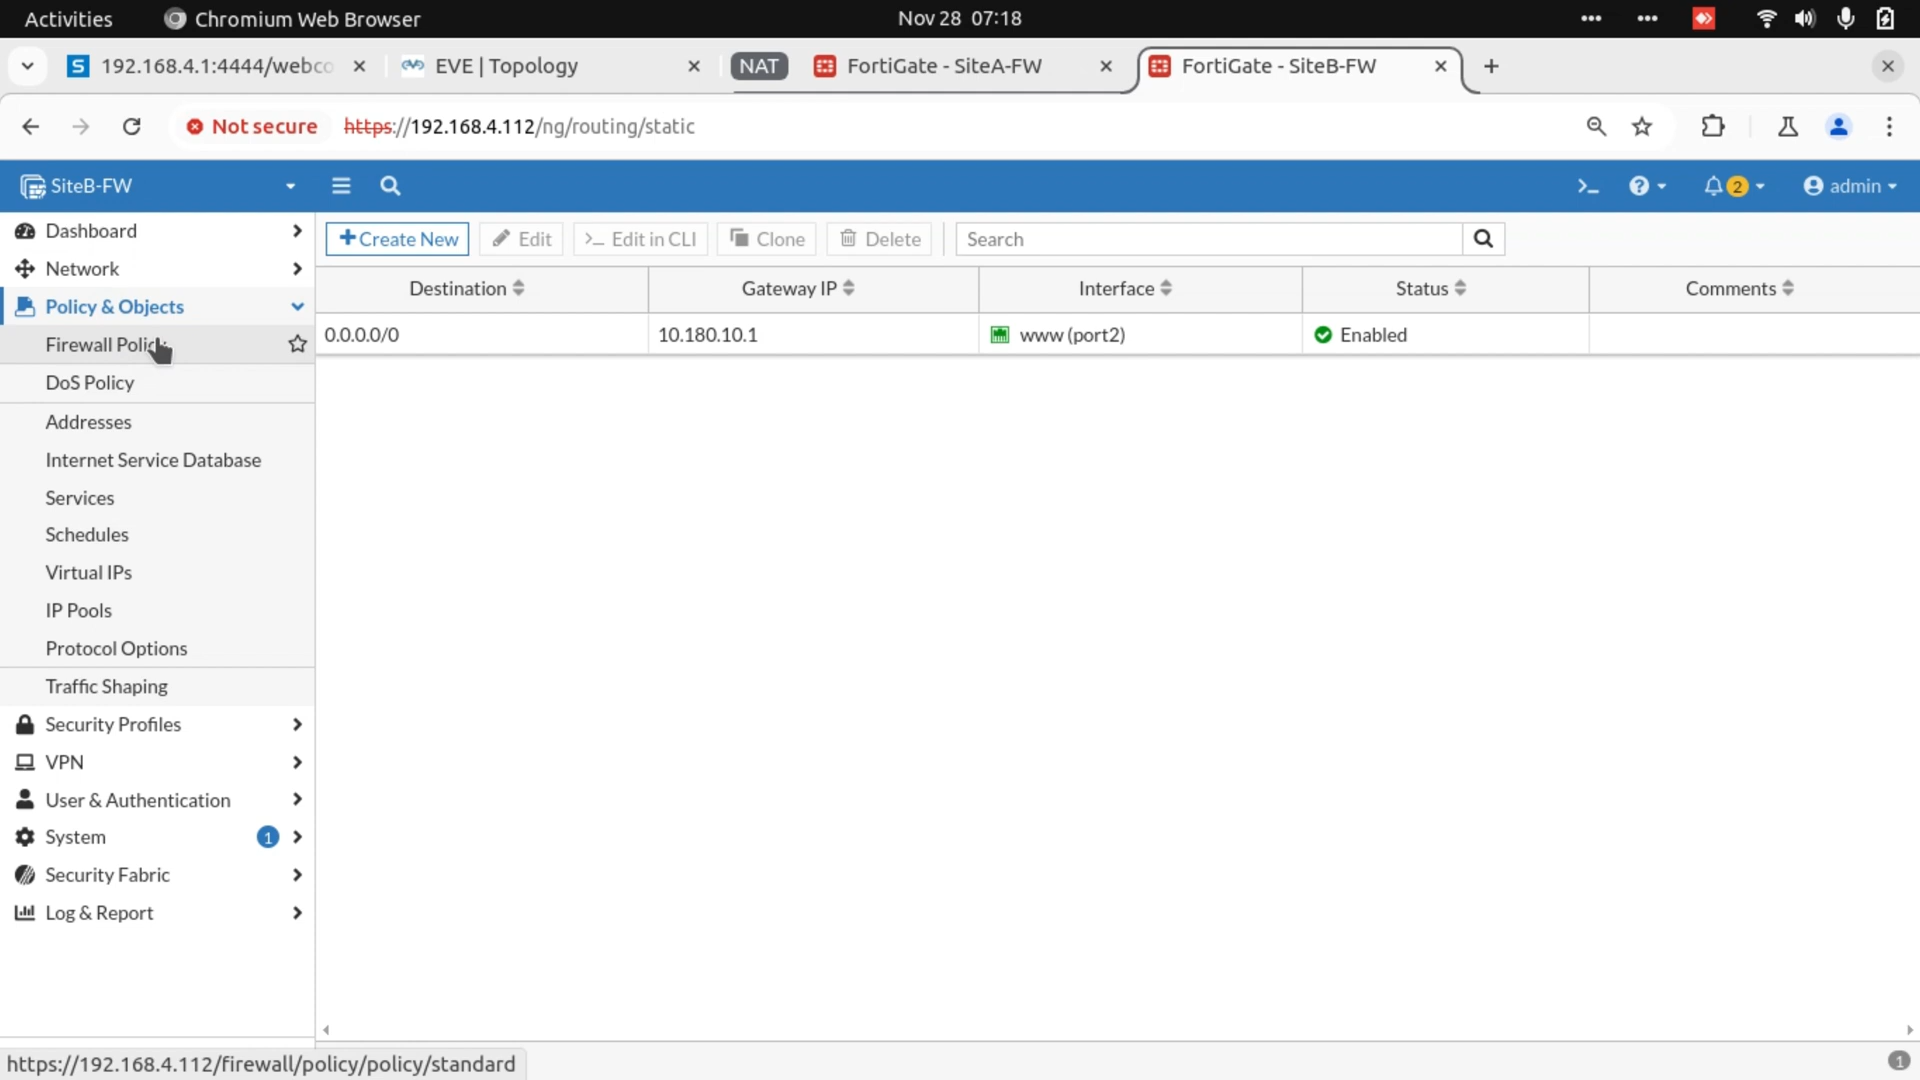 Activities
Chromium Web Browser
Nov 28 07:18
192.168.4.1:4444/webco
EVE | Topology
NAT
FortiGate - SiteA-FW
FortiGate - SiteB-FW
Not secure
https://192.168.4.112/ng/routing/static
SiteB-FW
2
admin
Dashboard
Network
Policy & Objects
Firewall Policy
DoS Policy
Addresses
Internet Service Database
Services
Schedules
Virtual IPs
IP Pools
Protocol Options
Traffic Shaping
Security Profiles
VPN
User & Authentication
System
1
Security Fabric
Log & Report
Create New
Edit
Edit in CLI
Clone
Delete
Search
Destination
Gateway IP
Interface
Status
Comments
0.0.0.0/0
10.180.10.1
www (port2)
Enabled
https://192.168.4.112/firewall/policy/policy/standard
1